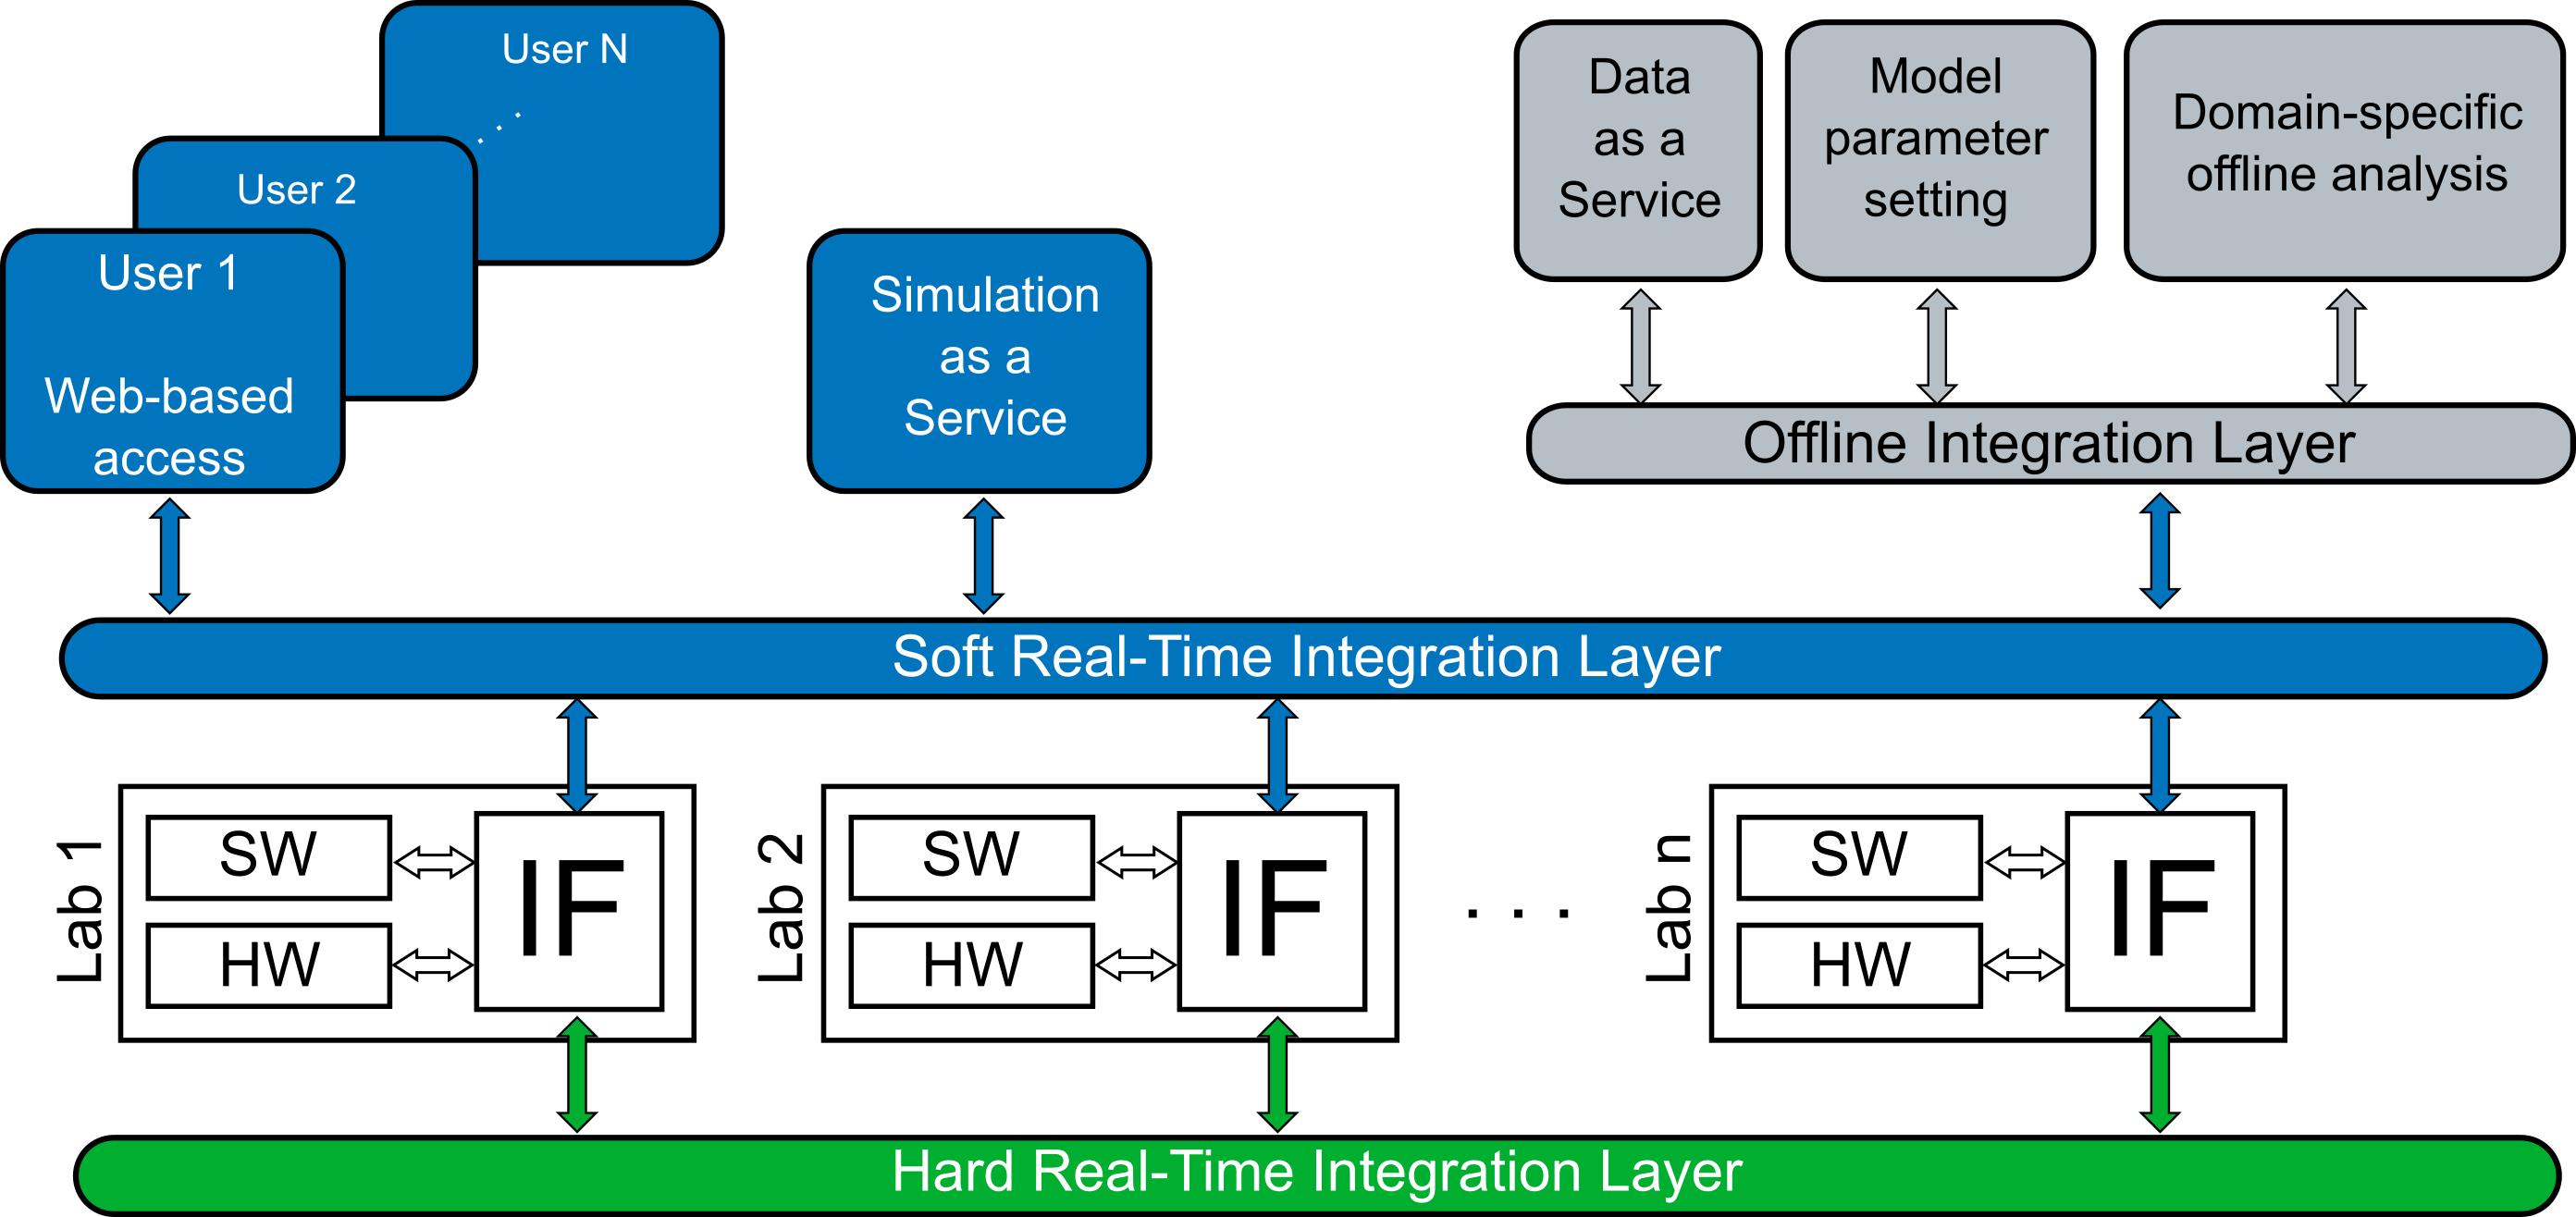 User N
User 2
User 1
Web-based
access
Simulation
as a
Service
Data
as a
Service
Model
parameter
setting
Domain-specific
offline analysis
Offline Integration Layer
Soft Real-Time Integration Layer
Lab 1
SW
HW
IF
Lab 2
SW
HW
IF
. . .
Lab n
SW
HW
IF
Hard Real-Time Integration Layer